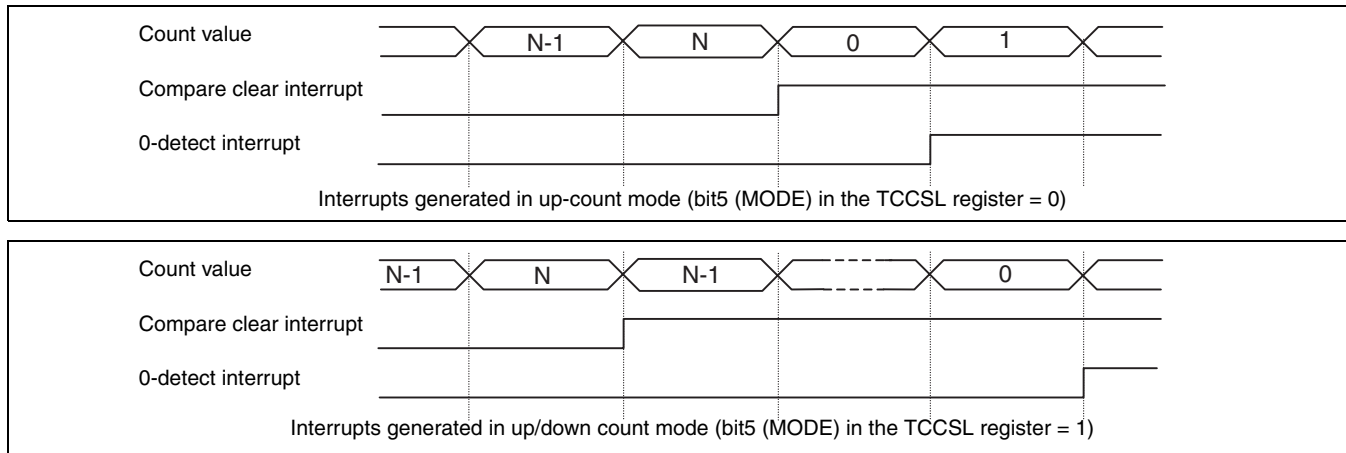 Count value N-1 N 0 1
Compare clear interrupt
0-detect interrupt
Interrupts generated in up-count mode (bit5 (MODE) in the TCCSL register = 0)
Count value N-1 N N-1 0
Compare clear interrupt
0-detect interrupt
Interrupts generated in up/down count mode (bit5 (MODE) in the TCCSL register = 1)